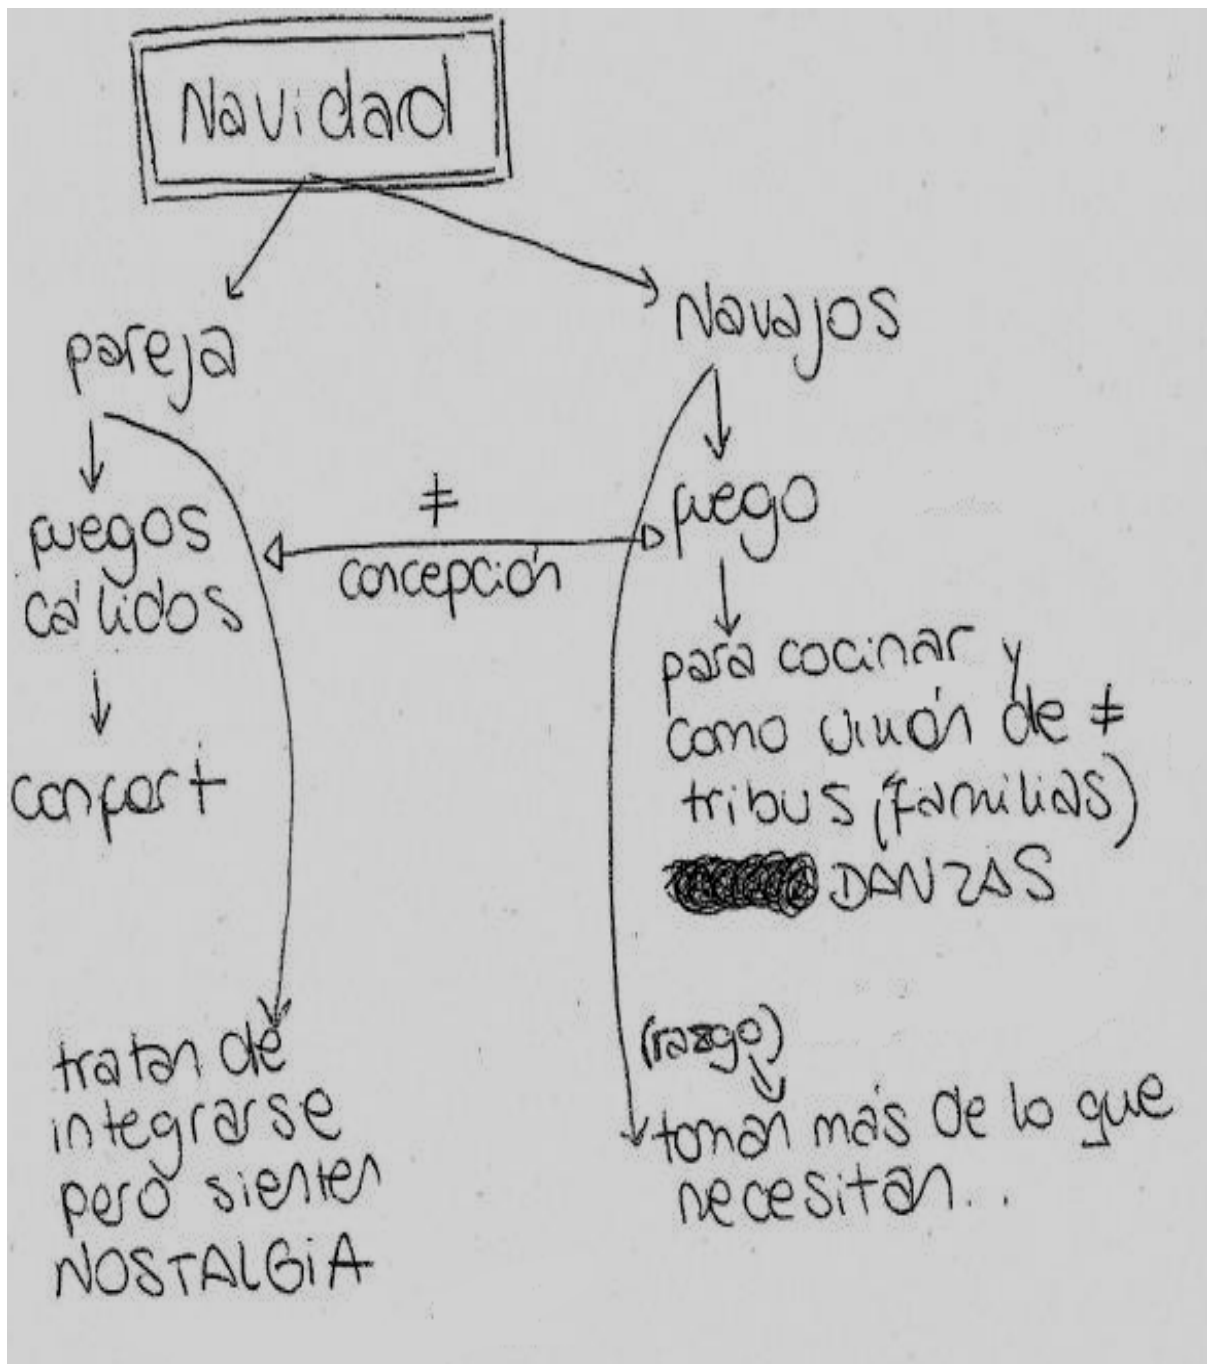 Navidad
pareja
Navajos
fuegos
cálidos
confort
≠
concepción
fuego
para cocinar y
como unión de ≠
tribus (familias)
DANZAS
tratan de
integrarse
pero sienten
NOSTALGIA
(razgo)
toman más de lo que
necesitan...